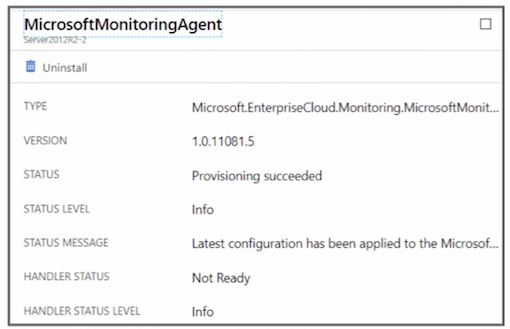 MicrosoftMonitoringAgent
Server2012R2-2
Uninstall
TYPE Microsoft.EnterpriseCloud.Monitoring.MicrosoftMonit...
VERSION 1.0.11081.5
STATUS Provisioning succeeded
STATUS LEVEL Info
STATUS MESSAGE Latest configuration has been applied to the Microsof...
HANDLER STATUS Not Ready
HANDLER STATUS LEVEL Info